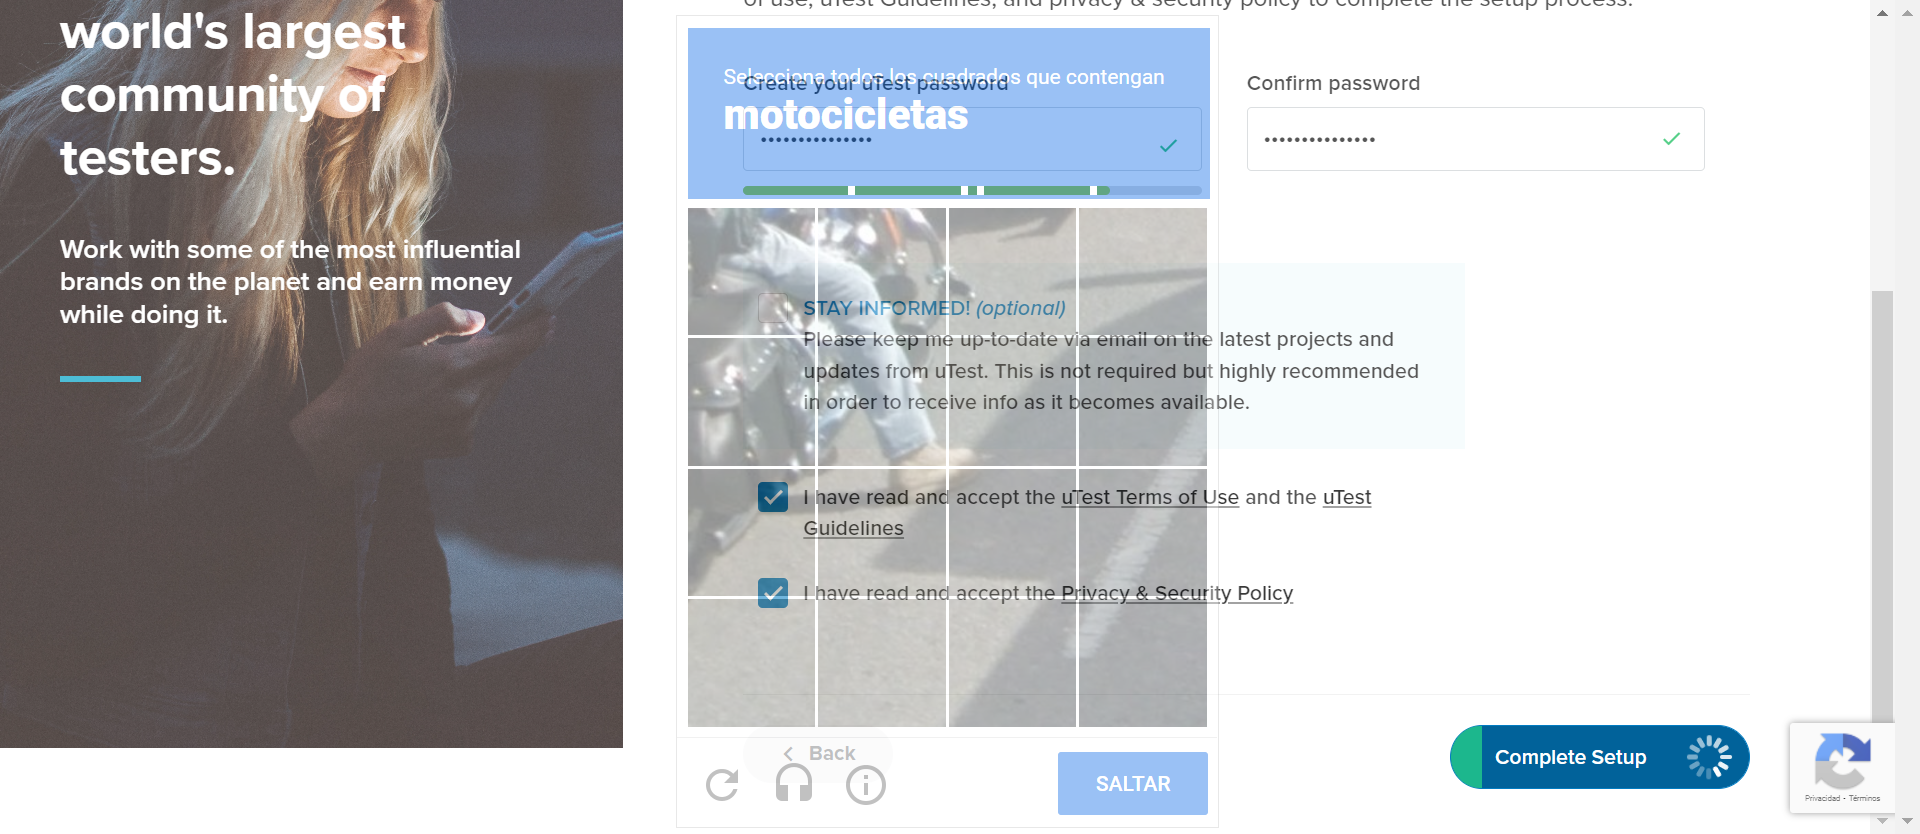 world's largest
community of
testers.
Work with some of the most influential
brands on the planet and earn money
while doing it.
of use, uTest Guidelines, and privacy & security policy to complete the setup process.
Selecciona todos los cuadrados que contengan
motocicletas
Create your uTest password
•••••••••••••••
Confirm password
•••••••••••••••
STAY INFORMED! (optional)
Please keep me up-to-date via email on the latest projects and
updates from uTest. This is not required but highly recommended
in order to receive info as it becomes available.
I have read and accept the uTest Terms of Use and the uTest
Guidelines
I have read and accept the Privacy & Security Policy
Back
SALTAR
Complete Setup
Privacidad - Términos